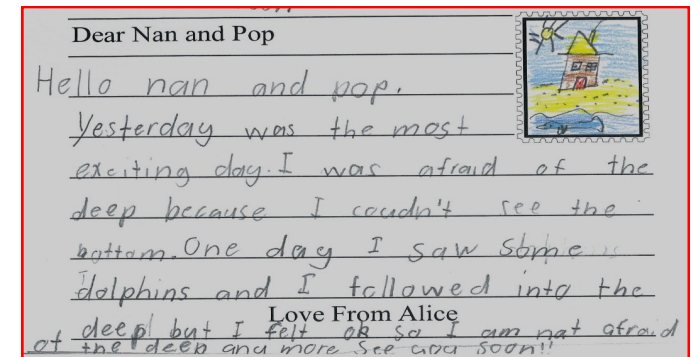 Dear Nan and Pop
Hello nan and pop.
Yesterday was the most
exciting day. I was afraid of the
deep because I coudn't see the
bottom. One day I saw some
dolphins and I followed into the
Love From Alice
deep but I felt ok so I am not afraid
of the deep any more See you soon!!